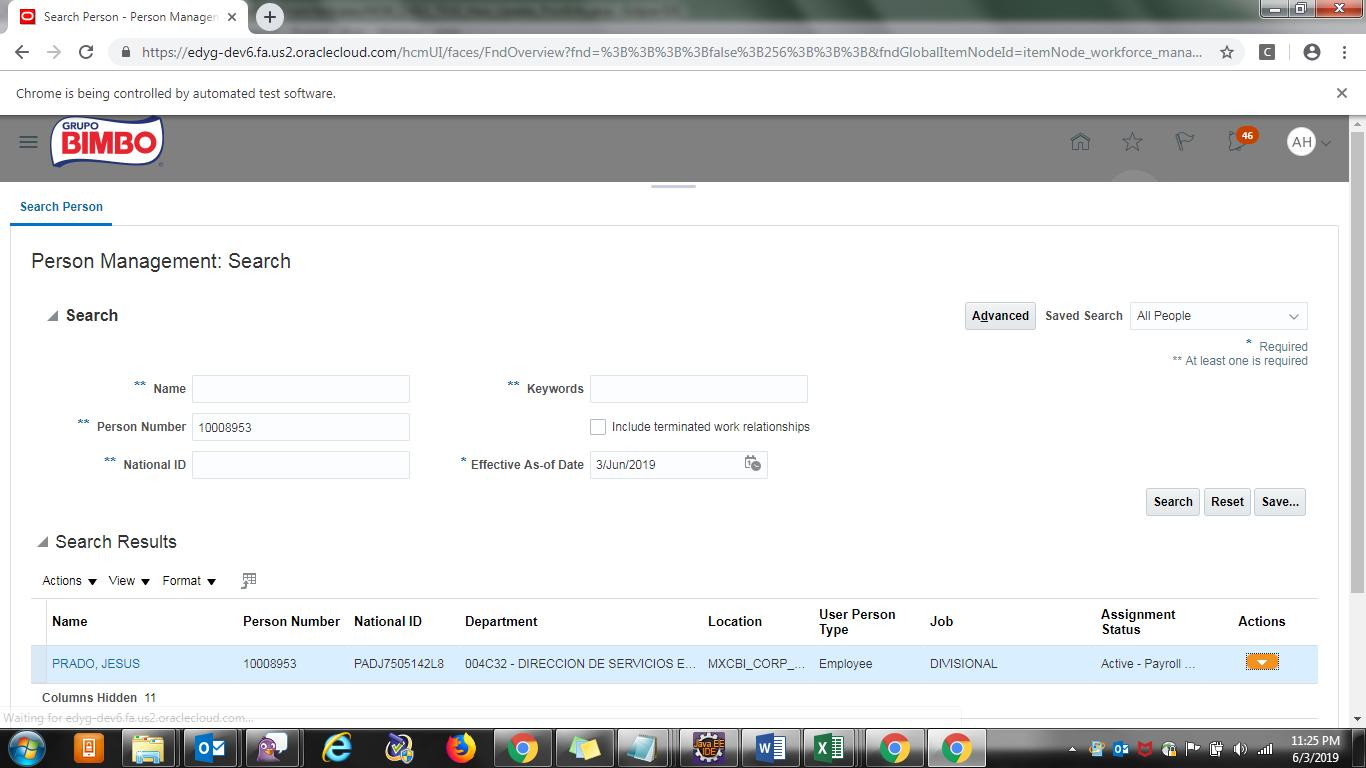 Search Person - Person Manager
https://edyg-dev6.fa.us2.oraclecloud.com/hcmUI/faces/FndOverview?fnd=%3B%3B%3B%3Bfalse%3B256%3B%3B%3B&fndGlobalItemNodeId=itemNode_workforce_mana...
C
Chrome is being controlled by automated test software.
GRUPO
BIMBO
46
AH
Search Person
Person Management: Search
Search
Advanced Saved Search All People
* Required
** At least one is required
** Name ** Keywords
** Person Number 10008953 Include terminated work relationships
** National ID * Effective As-of Date 3/Jun/2019
Search Reset Save...
Search Results
Actions View Format
Name Person Number National ID Department Location User Person Type Job Assignment Status Actions
PRADO, JESUS 10008953 PADJ7505142L8 004C32 - DIRECCION DE SERVICIOS E... MXCBI_CORP_... Employee DIVISIONAL Active - Payroll ...
Columns Hidden 11
Waiting for edyg-dev6.fa.us2.oraclecloud.com...
Java EE
IDE
11:25 PM
6/3/2019